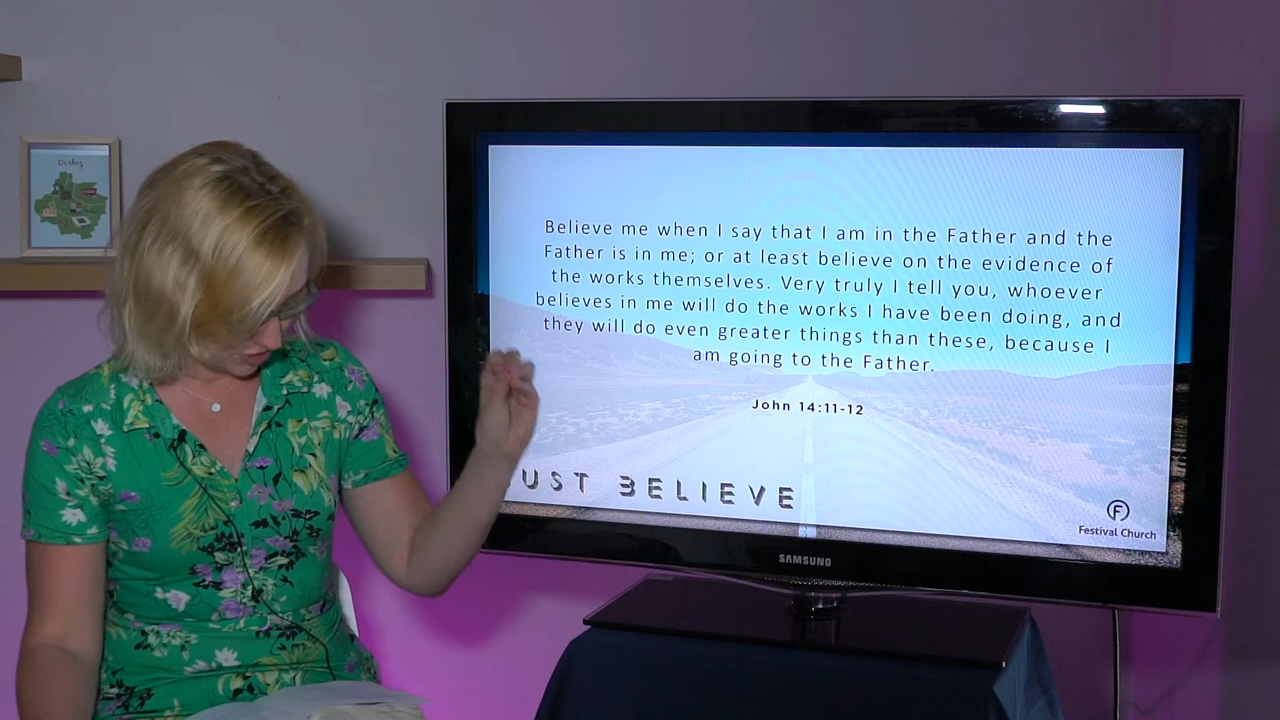 Derby
Believe me when I say that I am in the Father and the
Father is in me; or at least believe on the evidence of
the works themselves. Very truly I tell you, whoever
believes in me will do the works I have been doing, and
they will do even greater things than these, because I
am going to the Father.
John 14:11-12
UST BELIEVE
F
Festival Church
SAMSUNG